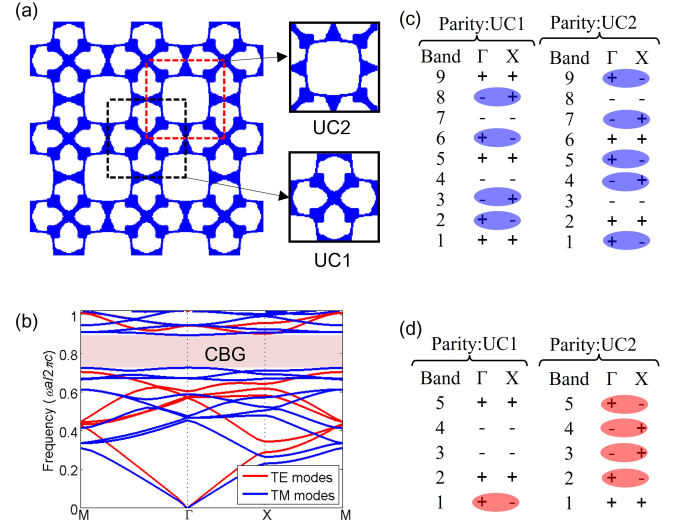 (a)
UC2
UC1
(b)
Frequency ( ωa/2πc)
1
0.8
0.6
0.4
0.2
0
CBG
TE modes
TM modes
M Γ X M
(c)
Parity:UC1 Parity:UC2
Band Γ X Band Γ X
9 + + 9 + -
8 - + 8 - -
7 - - 7 - +
6 + - 6 + +
5 + + 5 + -
4 - - 4 - +
3 - + 3 - -
2 + - 2 + +
1 + + 1 + -
(d)
Parity:UC1 Parity:UC2
Band Γ X Band Γ X
5 + + 5 + -
4 - - 4 - +
3 - - 3 - +
2 + + 2 + -
1 + - 1 + +